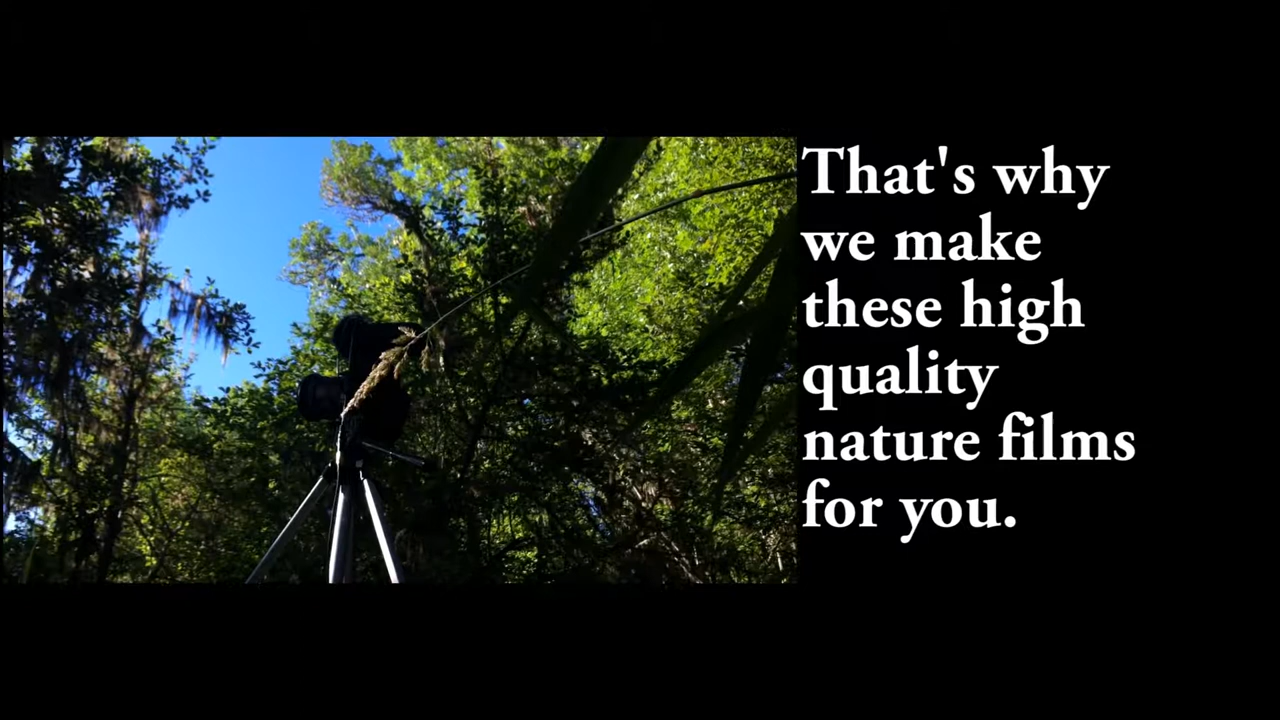 That's why
we make
these high
quality
nature films
for you.